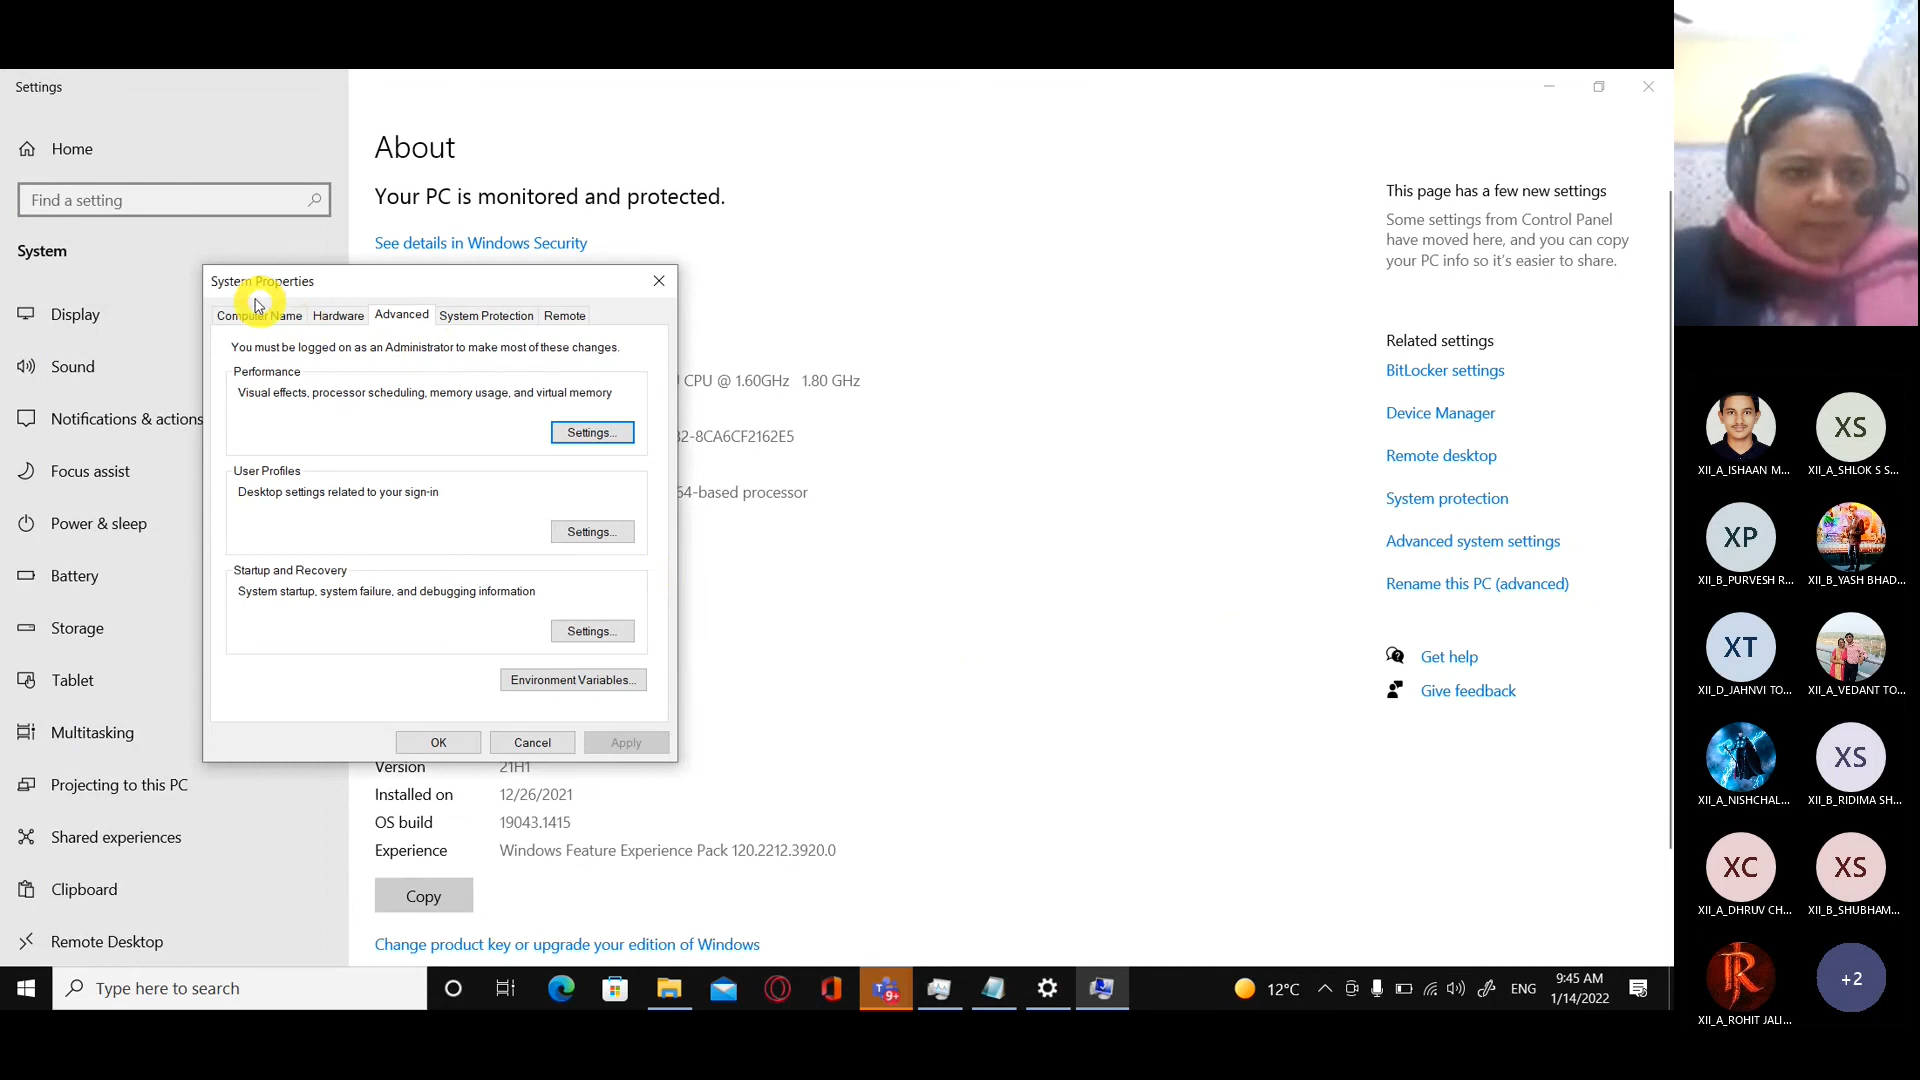 Settings
Home
Find a setting
System
Display
Sound
Notifications & actions
Focus assist
Power & sleep
Battery
Storage
Tablet
Multitasking
Projecting to this PC
Shared experiences
Clipboard
Remote Desktop
About
Your PC is monitored and protected.
See details in Windows Security
System Properties
Computer Name
Hardware
Advanced
System Protection
Remote
You must be logged on as an Administrator to make most of these changes.
Performance
Visual effects, processor scheduling, memory usage, and virtual memory
Settings...
User Profiles
Desktop settings related to your sign-in
Settings...
Startup and Recovery
System startup, system failure, and debugging information
Settings...
Environment Variables...
OK
Cancel
Apply
CPU @ 1.60GHz 1.80 GHz
32-8CA6CF2162E5
64-based processor
Version 21H1
Installed on 12/26/2021
OS build 19043.1415
Experience Windows Feature Experience Pack 120.2212.3920.0
Copy
Change product key or upgrade your edition of Windows
This page has a few new settings
Some settings from Control Panel
have moved here, and you can copy
your PC info so it's easier to share.
Related settings
BitLocker settings
Device Manager
Remote desktop
System protection
Advanced system settings
Rename this PC (advanced)
Get help
Give feedback
Type here to search
9+
12°C
ENG
9:45 AM
1/14/2022
XII_A_ISHAAN M...
XS
XII_A_SHLOK S S...
XP
XII_B_PURVESH R...
XII_B_YASH BHAD...
XT
XII_D_JAHNVI TO...
XII_A_VEDANT TO...
XII_A_NISHCHAL...
XS
XII_B_RIDIMA SH...
XC
XII_A_DHRUV CH...
XS
XII_B_SHUBHAM...
R
XII_A_ROHIT JALI...
+2